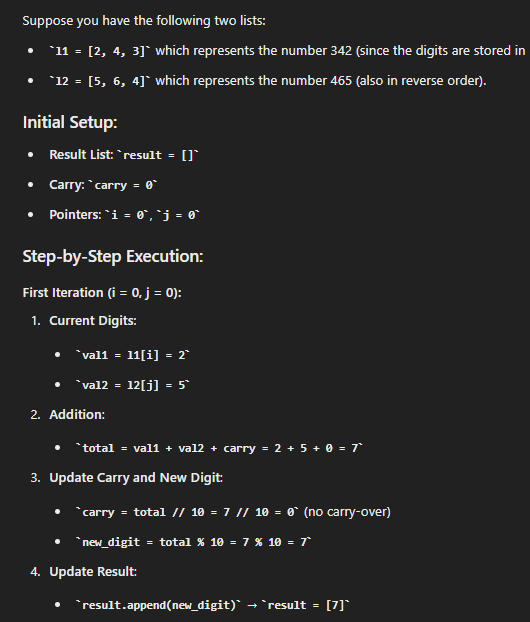 Suppose you have the following two lists:
• `l1 = [2, 4, 3]` which represents the number 342 (since the digits are stored in
• `l2 = [5, 6, 4]` which represents the number 465 (also in reverse order).
Initial Setup:
• Result List: `result = []`
• Carry: `carry = 0`
• Pointers: `i = 0`, `j = 0`
Step-by-Step Execution:
First Iteration (i = 0, j = 0):
1. Current Digits:
• `val1 = l1[i] = 2`
• `val2 = l2[j] = 5`
2. Addition:
• `total = val1 + val2 + carry = 2 + 5 + 0 = 7`
3. Update Carry and New Digit:
• `carry = total // 10 = 7 // 10 = 0` (no carry-over)
• `new_digit = total % 10 = 7 % 10 = 7`
4. Update Result:
• `result.append(new_digit)` → `result = [7]`